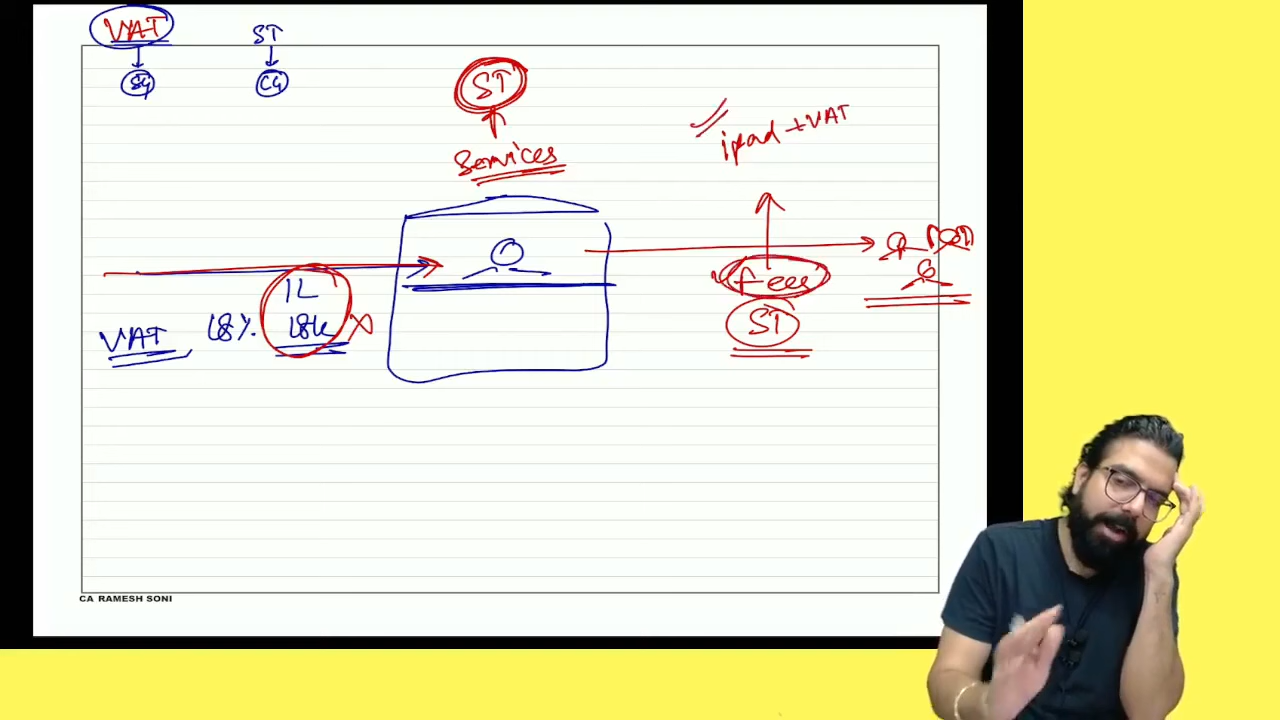 VAT ST
SG CG
ST
Services
ipad + VAT
fees
ST
1L
VAT 18% 18k
CA RAMESH SONI